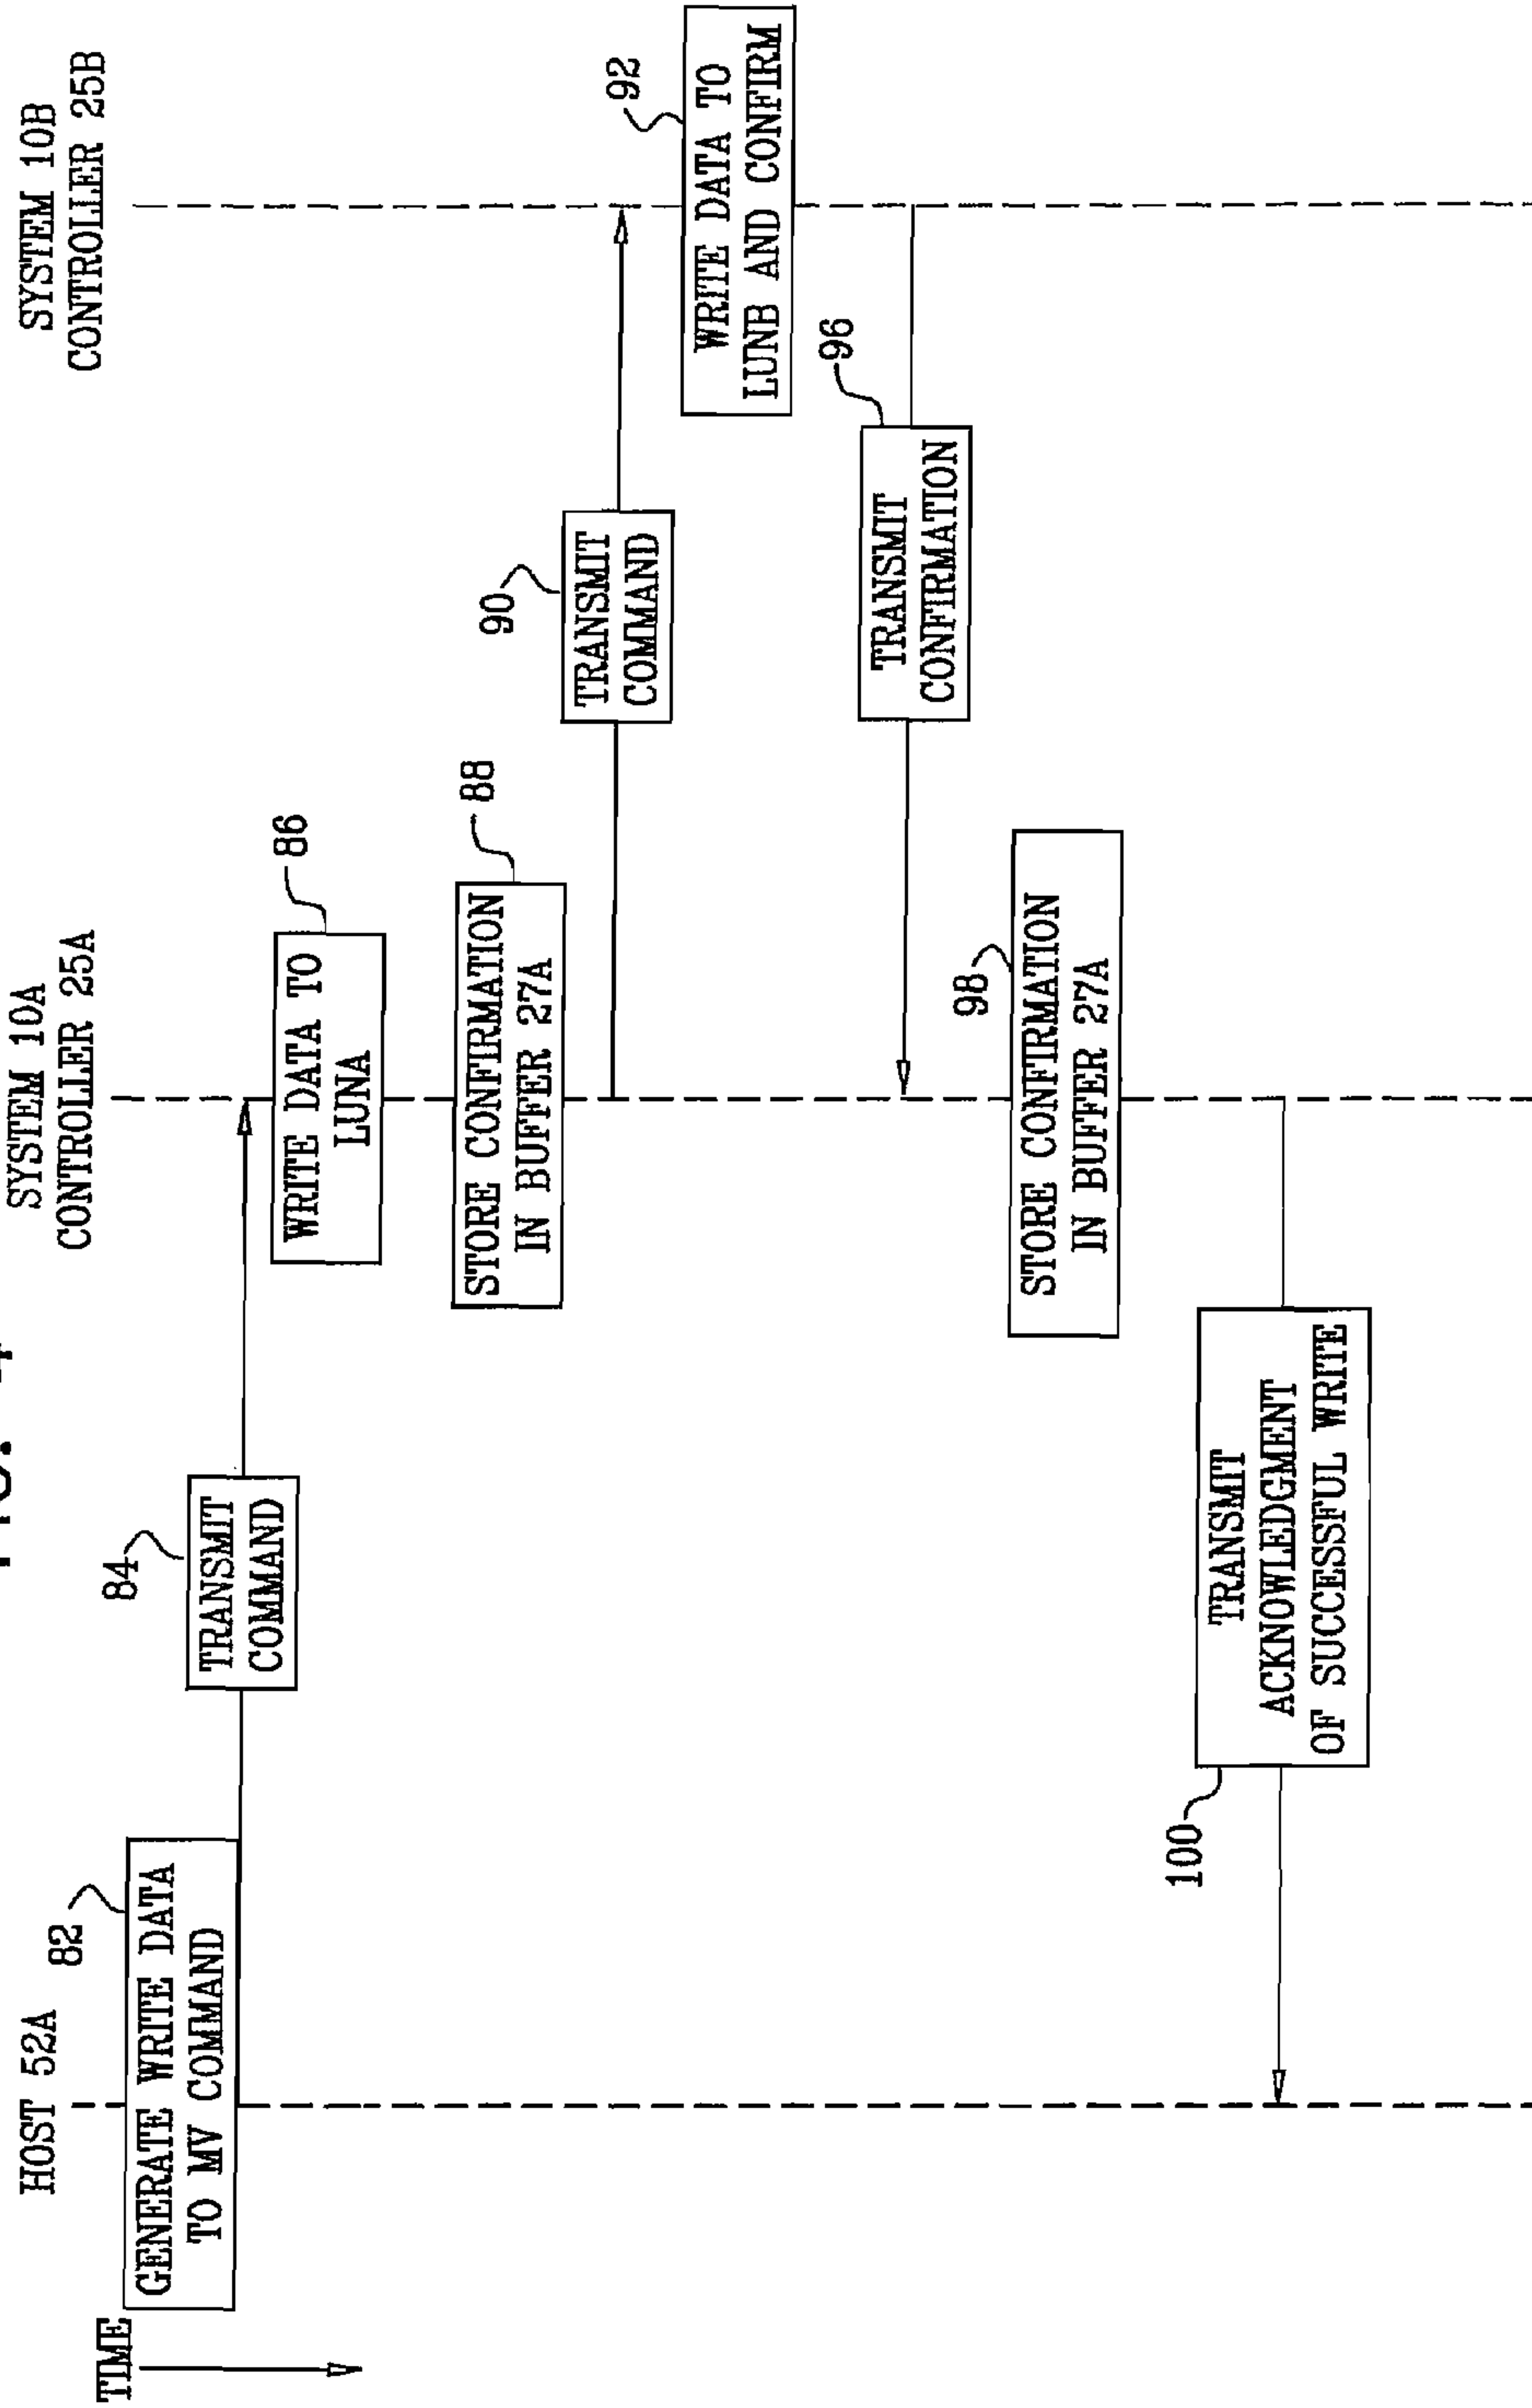 HOST 52A
SYSTEM 10A
CONTROLLER 25A
SYSTEM 10B
CONTROLLER 25B
TIME
82
GENERATE WRITE DATA
TO MV COMMAND
84
TRANSMIT
COMMAND
86
WRITE DATA TO
LUNA
88
STORE CONFIRMATION
IN BUFFER 27A
90
TRANSMIT
COMMAND
92
WRITE DATA TO
LUNB AND CONFIRM
96
TRANSMIT
CONFIRMATION
98
STORE CONFIRMATION
IN BUFFER 27A
100
TRANSMIT
ACKNOWLEDGMENT
OF SUCCESSFUL WRITE